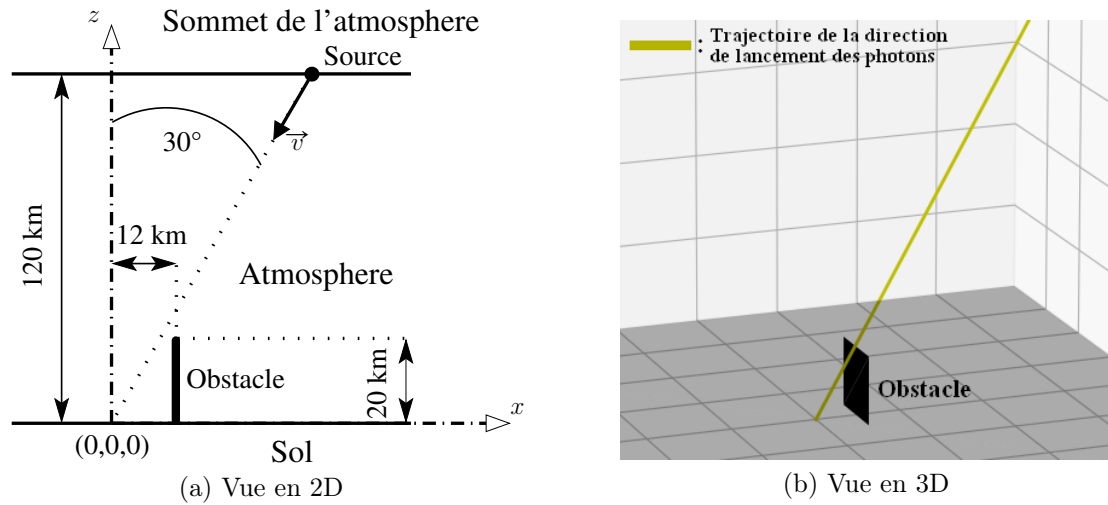 Sommet de l'atmosphere
z
Source
30°
v
12 km
120 km
Atmosphere
Obstacle
20 km
x
(0,0,0)
Sol
(a) Vue en 2D
: Trajectoire de la direction
: de lancement des photons
Obstacle
(b) Vue en 3D